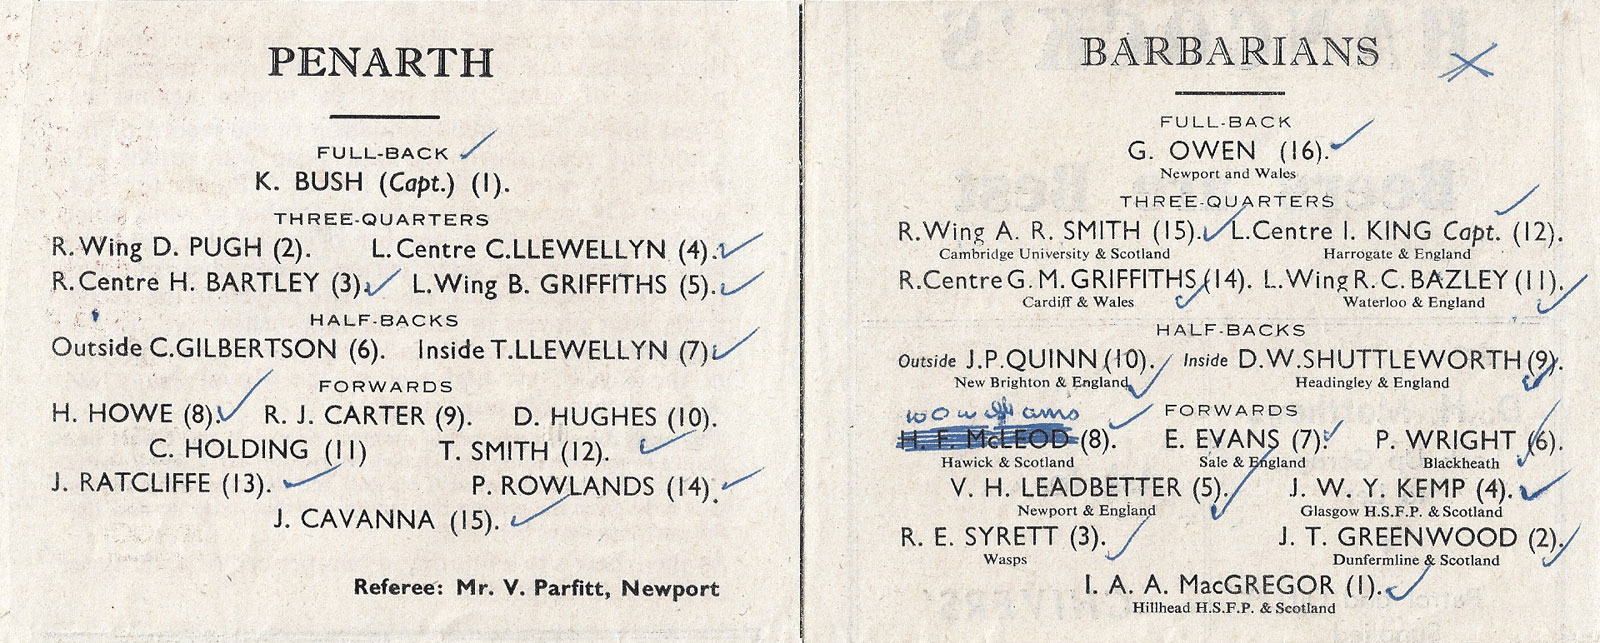 PENARTH
FULL-BACK
K. BUSH (Capt.) (1).
THREE-QUARTERS
R.Wing D. PUGH (2). L.Centre C.LLEWELLYN (4).
R.Centre H. BARTLEY (3). L.Wing B. GRIFFITHS (5).
HALF-BACKS
Outside C.GILBERTSON (6). Inside T.LLEWELLYN (7)
FORWARDS
H. HOWE (8). R. J. CARTER (9). D. HUGHES (10).
C. HOLDING (11) T. SMITH (12).
J. RATCLIFFE (13). P. ROWLANDS (14).
J. CAVANNA (15).
Referee: Mr. V. Parfitt, Newport
BARBARIANS
FULL-BACK
G. OWEN (16).
Newport and Wales
THREE-QUARTERS
R.Wing A. R. SMITH (15). L.Centre I. KING Capt. (12).
Cambridge University & Scotland Harrogate & England
R.Centre G. M. GRIFFITHS (14). L.Wing R. C. BAZLEY (11).
Cardiff & Wales Waterloo & England
HALF-BACKS
Outside J.P.QUINN (10). Inside D.W.SHUTTLEWORTH (9).
New Brighton & England Headingley & England
FORWARDS
H. F. McLEOD (8). E. EVANS (7). P. WRIGHT (6).
Hawick & Scotland Sale & England Blackheath
V. H. LEADBETTER (5). J. W. Y. KEMP (4).
Newport & England Glasgow H.S.F.P. & Scotland
R. E. SYRETT (3). J. T. GREENWOOD (2).
Wasps Dunfermline & Scotland
I. A. A. MacGREGOR (1).
Hillhead H.S.F.P. & Scotland